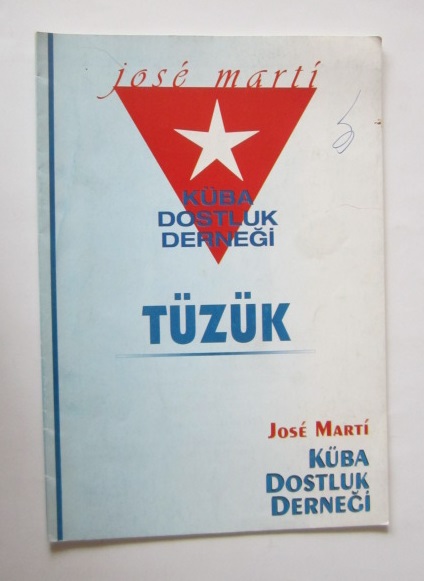 josé martí
KÜBA
DOSTLUK
DERNEĞİ
TÜZÜK
JOSÉ MARTÍ
KÜBA
DOSTLUK
DERNEĞİ